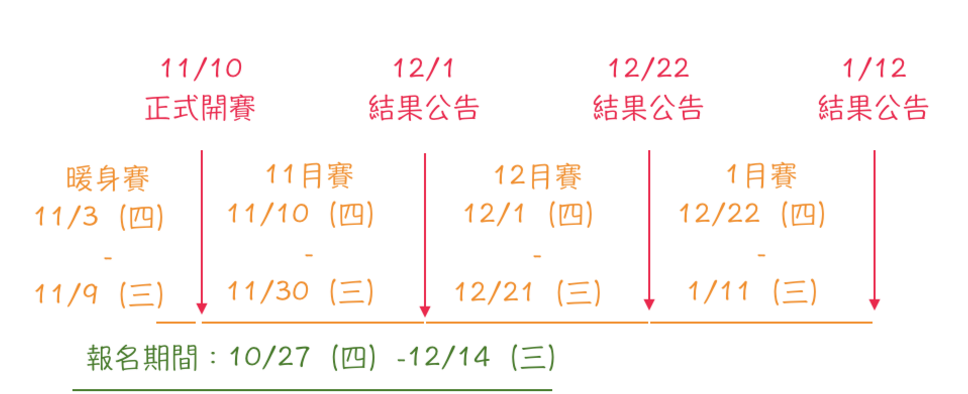 11/10
正式開賽
12/1
結果公告
12/22
結果公告
1/12
結果公告
暖身賽
11/3 (四)
-
11/9 (三)
11月賽
11/10 (四)
-
11/30 (三)
12月賽
12/1 (四)
-
12/21 (三)
1月賽
12/22 (四)
-
1/11 (三)
報名期間：10/27 (四) -12/14 (三)